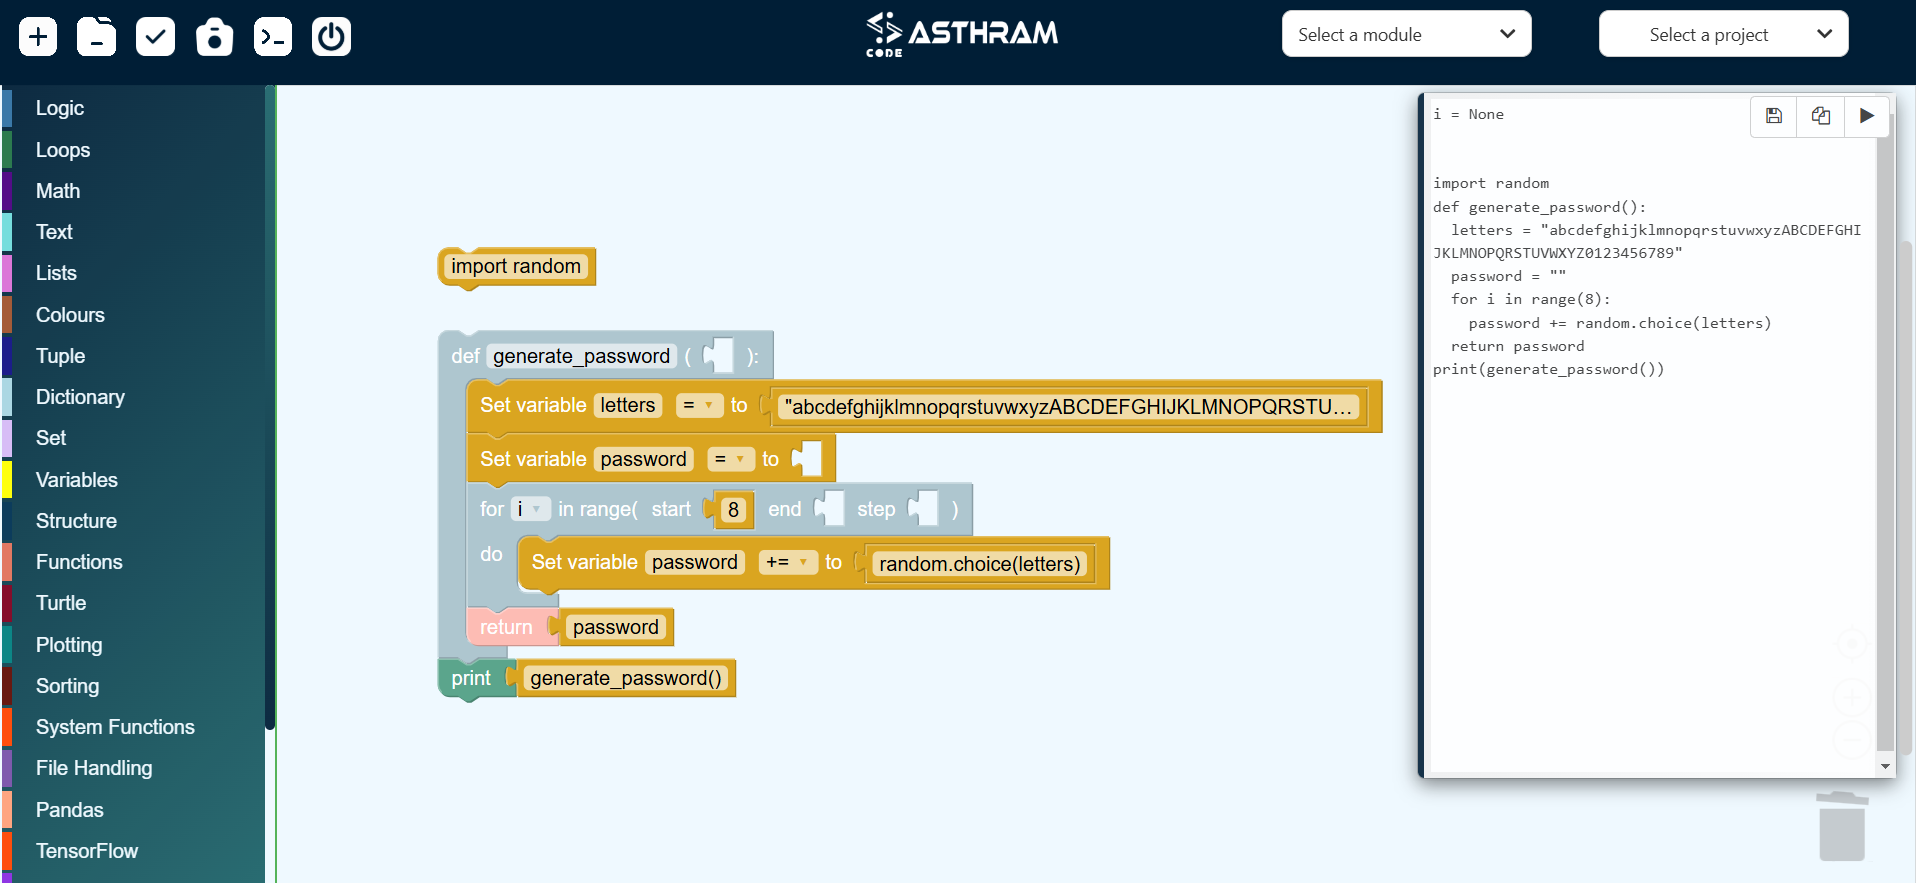 CODE ASTHRAM
Select a module
Select a project
Logic
Loops
Math
Text
Lists
Colours
Tuple
Dictionary
Set
Variables
Structure
Functions
Turtle
Plotting
Sorting
System Functions
File Handling
Pandas
TensorFlow
import random
def generate_password ( ):
Set variable letters = to "abcdefghijklmnopqrstuvwxyzABCDEFGHIJKLMNOPQRSTU...
Set variable password = to
for i in range( start 8 end step )
do Set variable password += to random.choice(letters)
return password
print generate_password()
i = None
import random
def generate_password():
letters = "abcdefghijklmnopqrstuvwxyzABCDEFGHI
JKLMNOPQRSTUVWXYZ0123456789"
password = ""
for i in range(8):
password += random.choice(letters)
return password
print(generate_password())